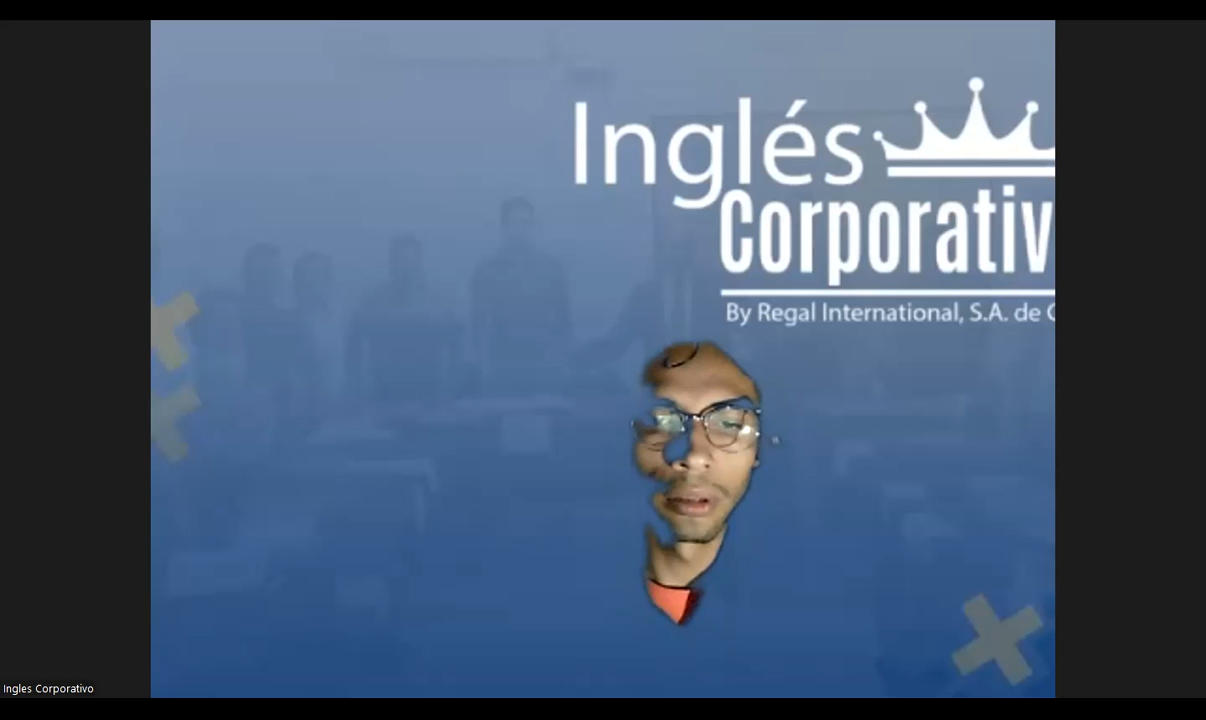 Inglés
Corporativ
By Regal International, S.A. de C
Ingles Corporativo